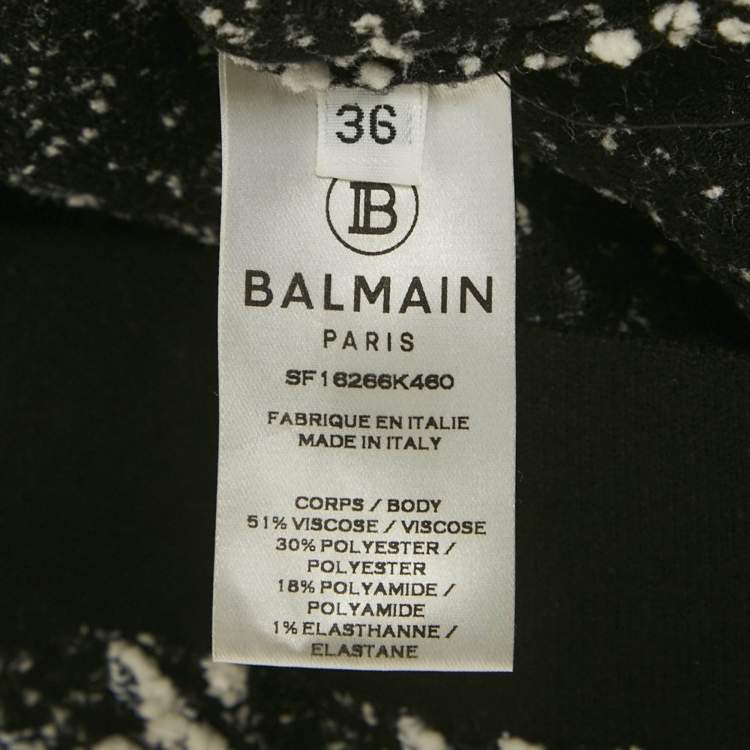 36
B
BALMAIN
PARIS
SF16266K460
FABRIQUE EN ITALIE
MADE IN ITALY
CORPS / BODY
51% VISCOSE / VISCOSE
30% POLYESTER /
POLYESTER
18% POLYAMIDE /
POLYAMIDE
1% ELASTHANNE /
ELASTANE